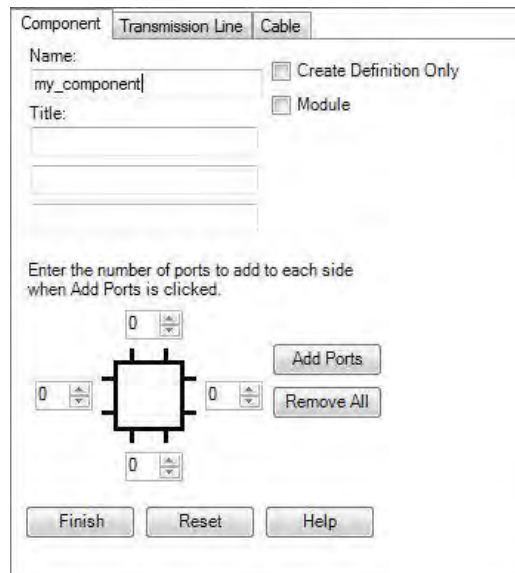 Component Transmission Line Cable
Name:
my_component
Create Definition Only
Title:
Module
Enter the number of ports to add to each side
when Add Ports is clicked.
0
Add Ports
0 0
Remove All
0
Finish Reset Help